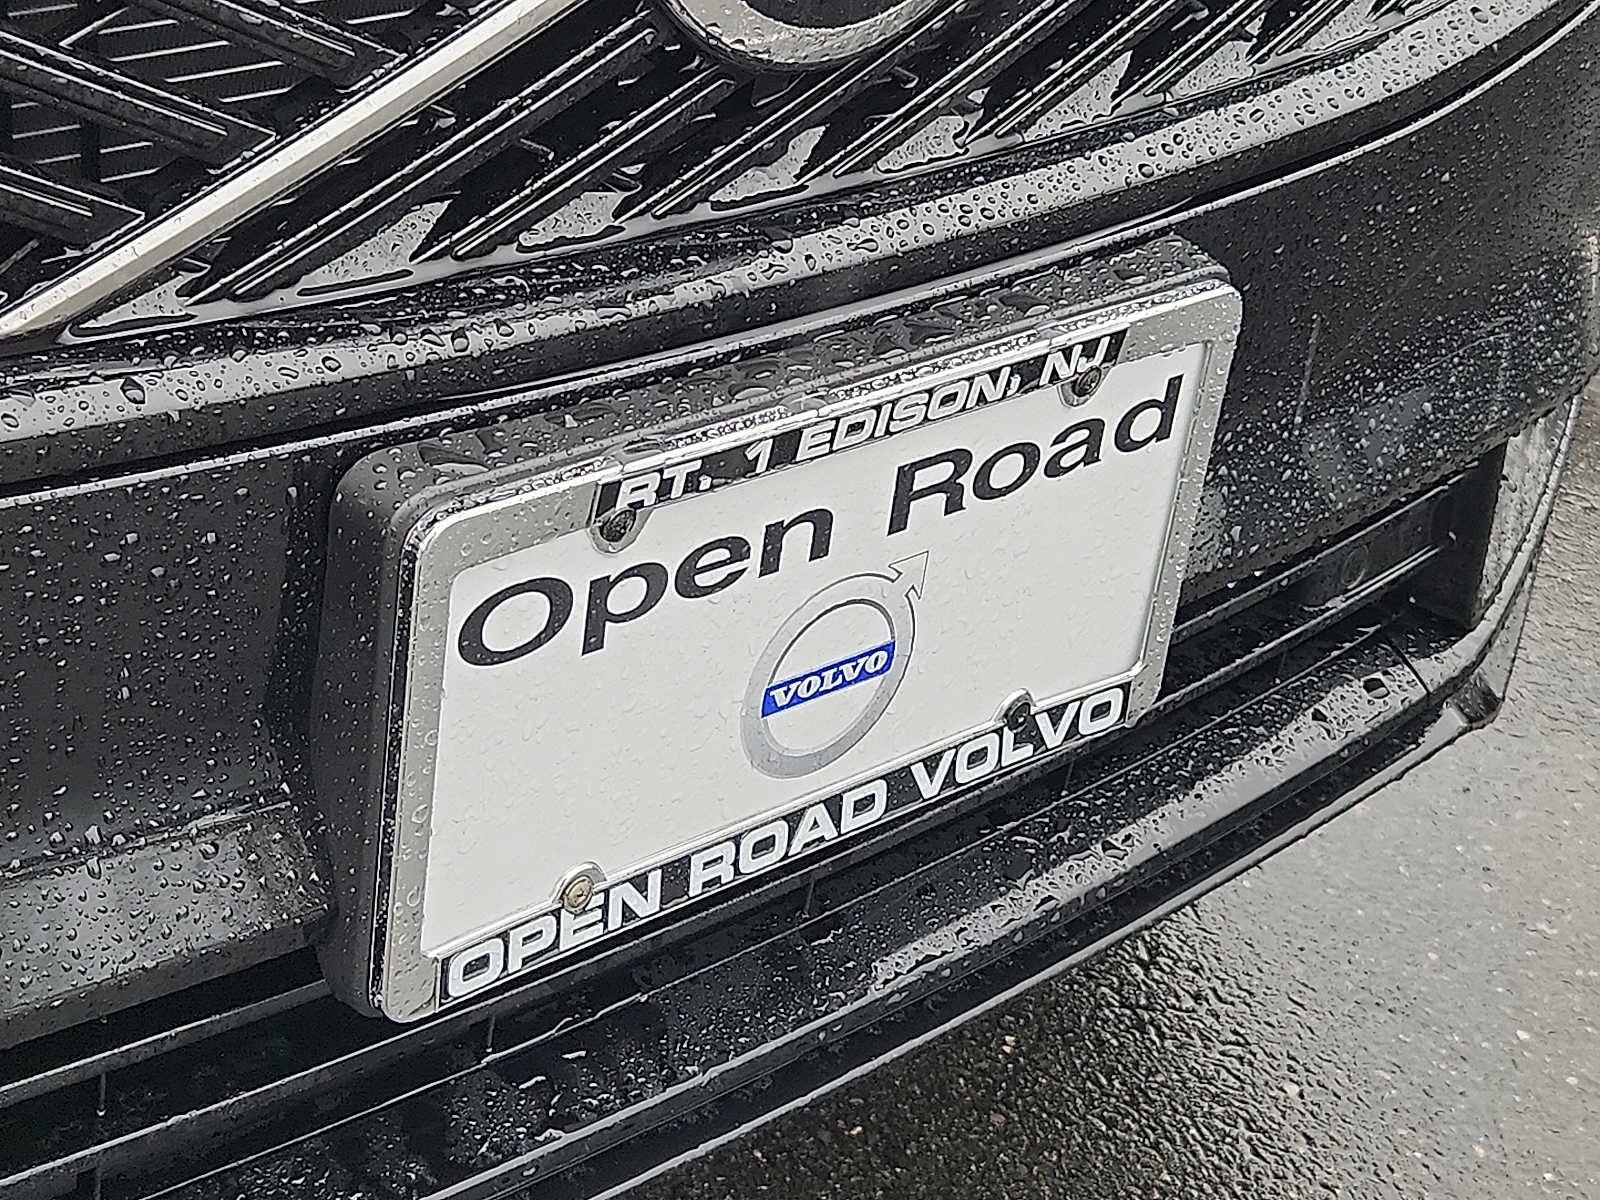 RT. 1 EDISON, NJ
Open Road
VOLVO
OPEN ROAD VOLVO